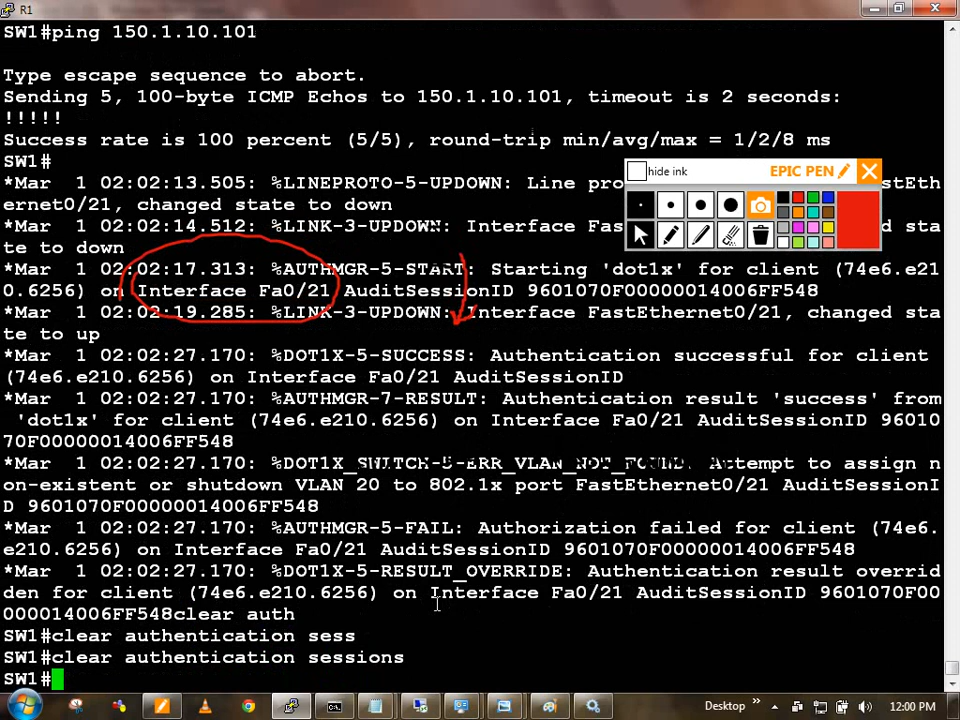 R1
SW1#ping 150.1.10.101
Type escape sequence to abort.
Sending 5, 100-byte ICMP Echos to 150.1.10.101, timeout is 2 seconds:
!!!!!
Success rate is 100 percent (5/5), round-trip min/avg/max = 1/2/8 ms
SW1#
hide ink
EPIC PEN
*Mar  1 02:02:13.505: %LINEPROTO-5-UPDOWN: Line pro stEth
ernet0/21, changed state to down
*Mar  1 02:02:14.512: %LINK-3-UPDOWN: Interface Fas sta
te to down
*Mar  1 02:02:17.313: %AUTHMGR-5-START: Starting 'dot1x' for client (74e6.e21
0.6256) on Interface Fa0/21 AuditSessionID 9601070F00000014006FF548
*Mar  1 02:02:19.285: %LINK-3-UPDOWN: Interface FastEthernet0/21, changed sta
te to up
*Mar  1 02:02:27.170: %DOT1X-5-SUCCESS: Authentication successful for client
(74e6.e210.6256) on Interface Fa0/21 AuditSessionID
*Mar  1 02:02:27.170: %AUTHMGR-7-RESULT: Authentication result 'success' from
'dot1x' for client (74e6.e210.6256) on Interface Fa0/21 AuditSessionID 96010
70F00000014006FF548
*Mar  1 02:02:27.170: %DOT1X_SWITCH-5-ERR_VLAN_NOT_FOUND: Attempt to assign n
on-existent or shutdown VLAN 20 to 802.1x port FastEthernet0/21 AuditSessionI
D 9601070F00000014006FF548
*Mar  1 02:02:27.170: %AUTHMGR-5-FAIL: Authorization failed for client (74e6.
e210.6256) on Interface Fa0/21 AuditSessionID 9601070F00000014006FF548
*Mar  1 02:02:27.170: %DOT1X-5-RESULT_OVERRIDE: Authentication result overrid
den for client (74e6.e210.6256) on Interface Fa0/21 AuditSessionID 9601070F00
000014006FF548clear auth
SW1#clear authentication sess
SW1#clear authentication sessions
SW1#
Desktop
12:00 PM